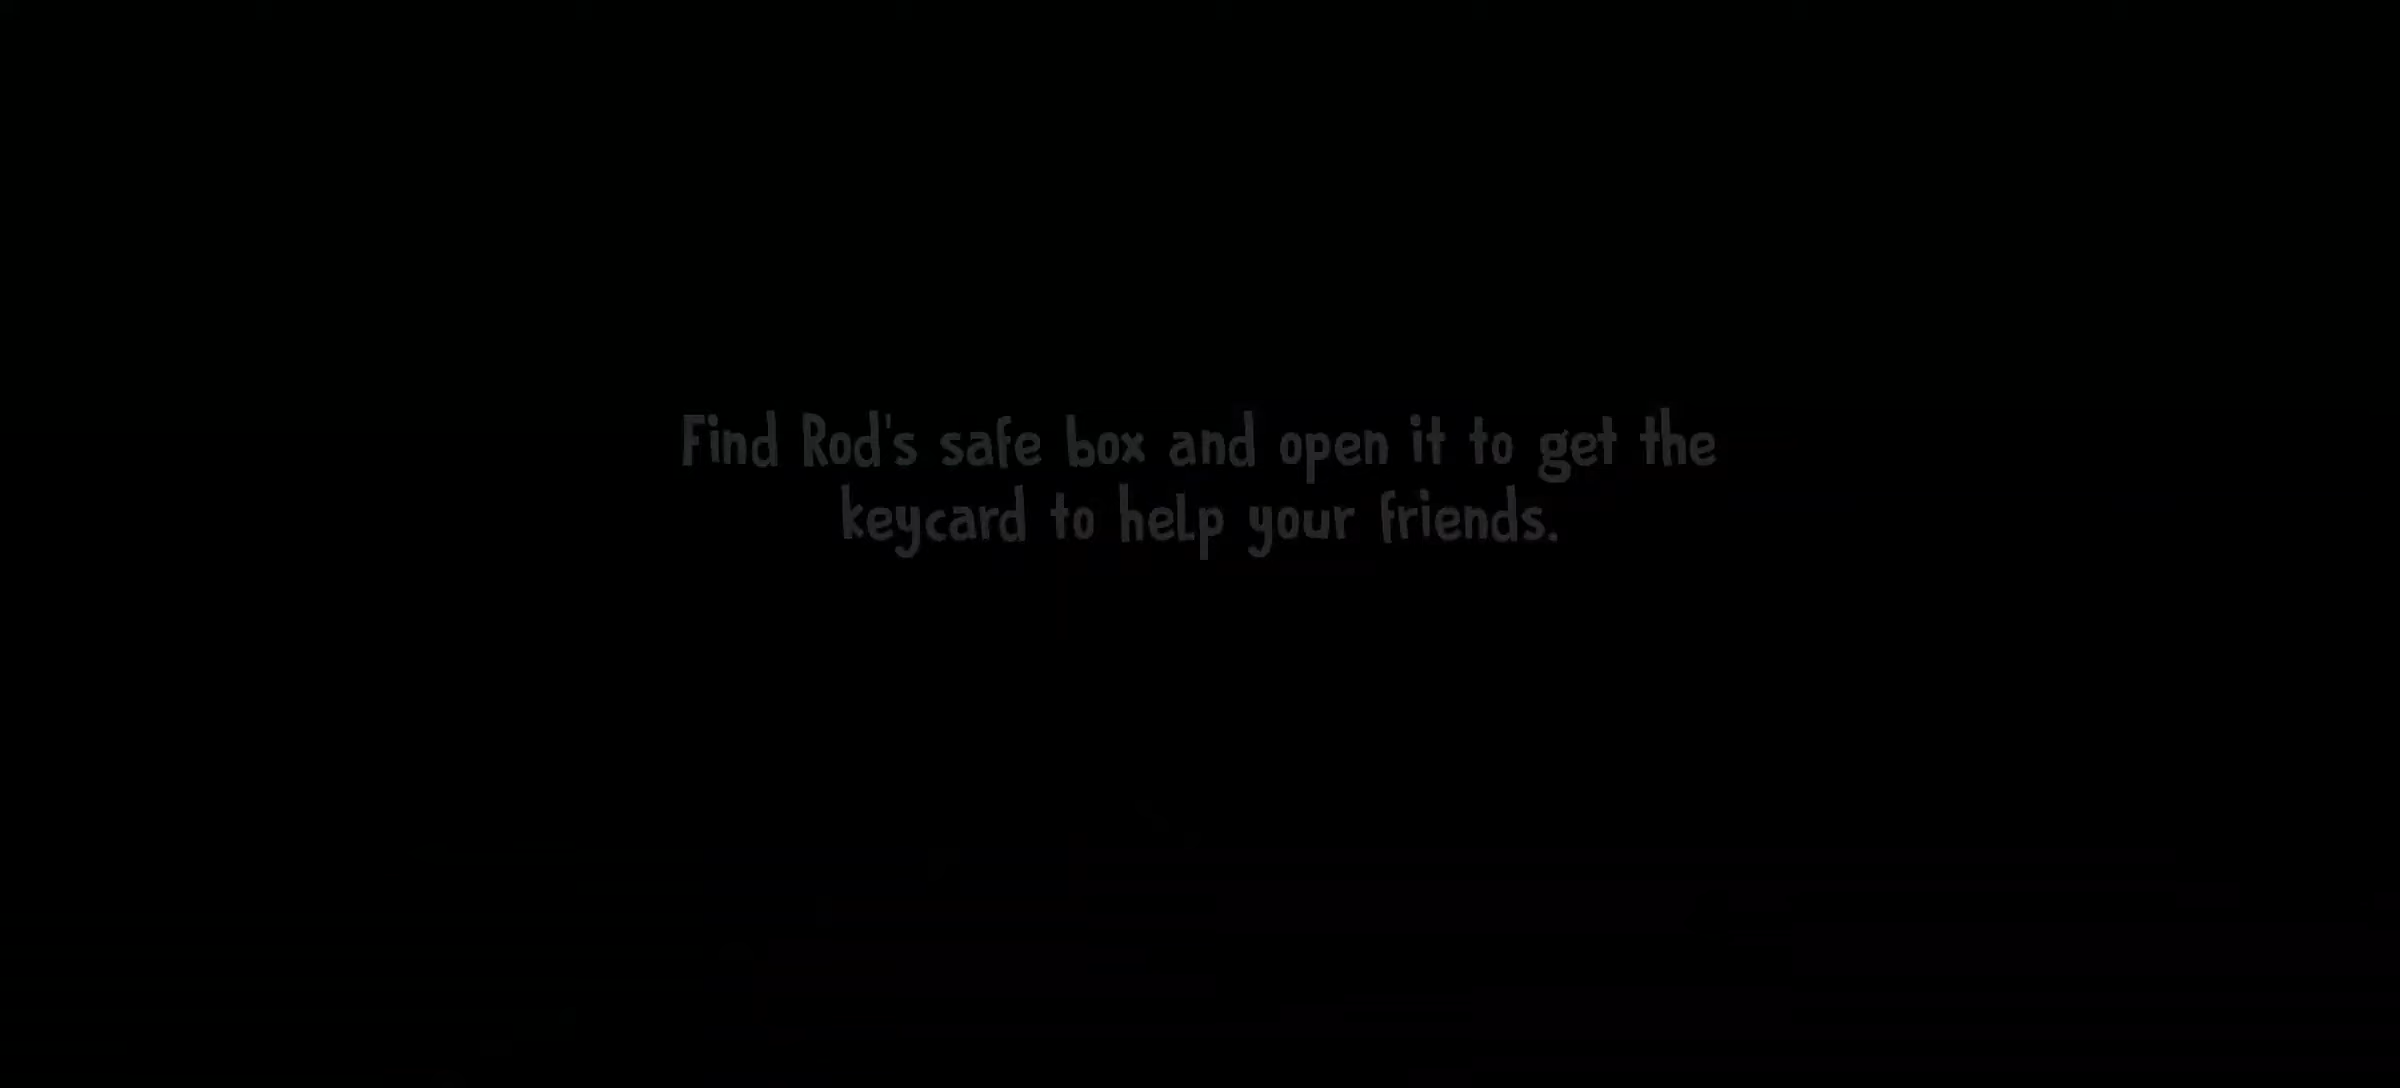 Find Rod's safe box and open it to get the
keycard to help your friends.